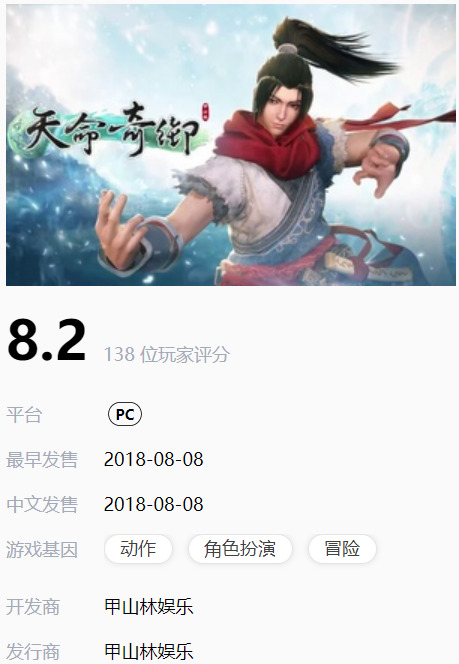 天命奇御
8.2 138 位玩家评分
平台 PC
最早发售 2018-08-08
中文发售 2018-08-08
游戏基因 动作 角色扮演 冒险
开发商 甲山林娱乐
发行商 甲山林娱乐